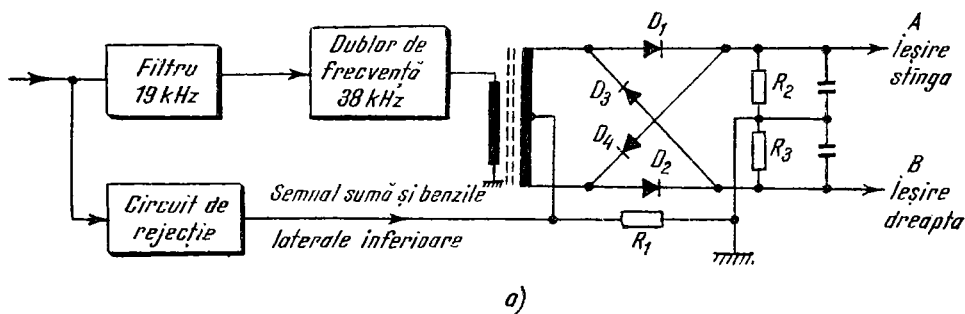 Filtru
19 kHz
Dublor de
frecvență
38 kHz
D1
D3
D4
D2
R2
R3
R1
A
Ieșire
stînga
B
Ieșire
dreapta
Circuit de
rejecție
Semnal sumă și benzile
laterale inferioare
a)